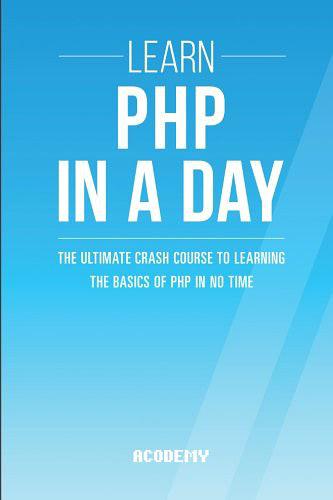 LEARN
PHP
IN A DAY
THE ULTIMATE CRASH COURSE TO LEARNING
THE BASICS OF PHP IN NO TIME
ACODEMY